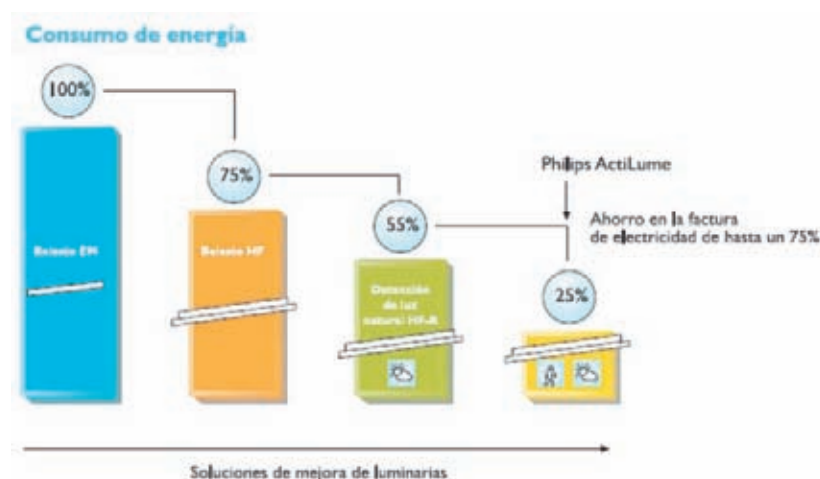 Consumo de energía
100%
75%
Philips ActiLume
55%
Ahorro en la factura
de electricidad de hasta un 75%
Balasto EM
Balasto HF
Detección
de luz
natural HF-R
25%
Soluciones de mejora de luminarias